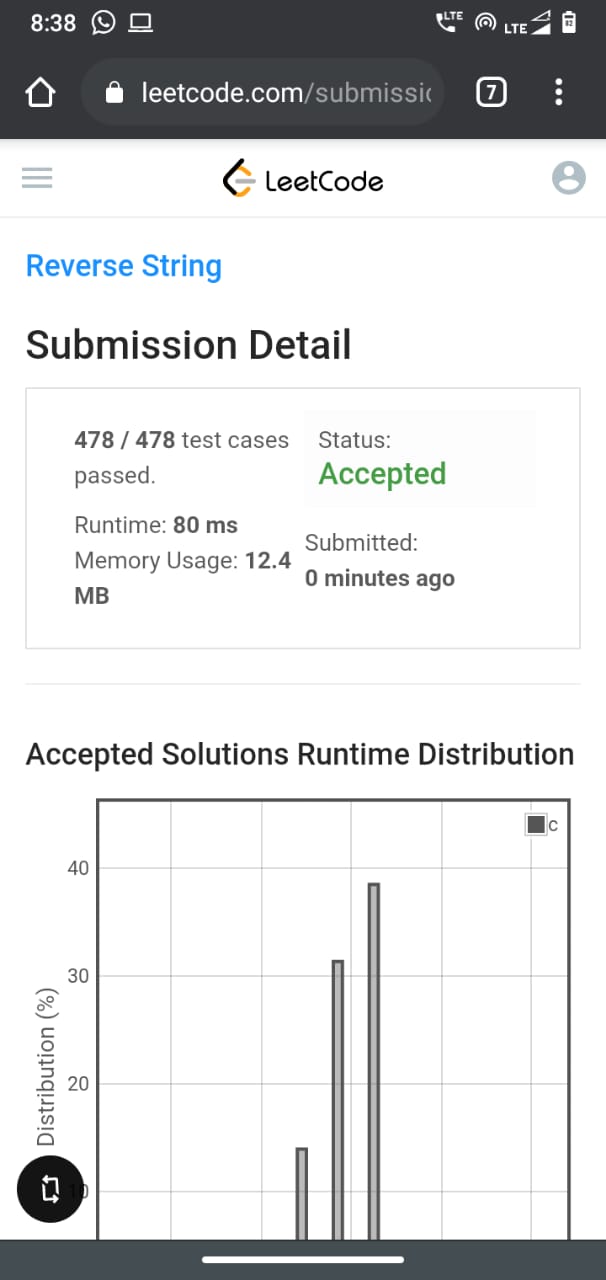 8:38
LTE
LTE
92
leetcode.com/submissic
7
LeetCode
Reverse String
Submission Detail
478 / 478 test cases
passed.
Status:
Accepted
Runtime: 80 ms
Memory Usage: 12.4
MB
Submitted:
0 minutes ago
Accepted Solutions Runtime Distribution
c
40
30
20
Distribution (%)